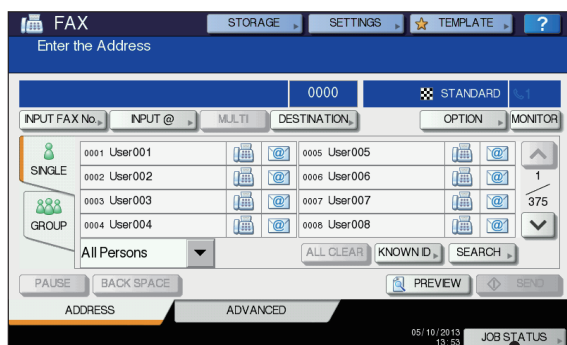 FAX STORAGE SETTINGS TEMPLATE ?
Enter the Address
0000 STANDARD 1
INPUT FAX No. INPUT @ MULTI DESTINATION OPTION MONITOR
SINGLE
GROUP
0001 User001 @ 0005 User005 @
0002 User002 @ 0006 User006 @
0003 User003 @ 0007 User007 @
0004 User004 @ 0008 User008 @
1
375
All Persons ALL CLEAR KNOWN ID SEARCH
PAUSE BACK SPACE PREVIEW SEND
ADDRESS ADVANCED
05/10/2013
13:53
JOB STATUS